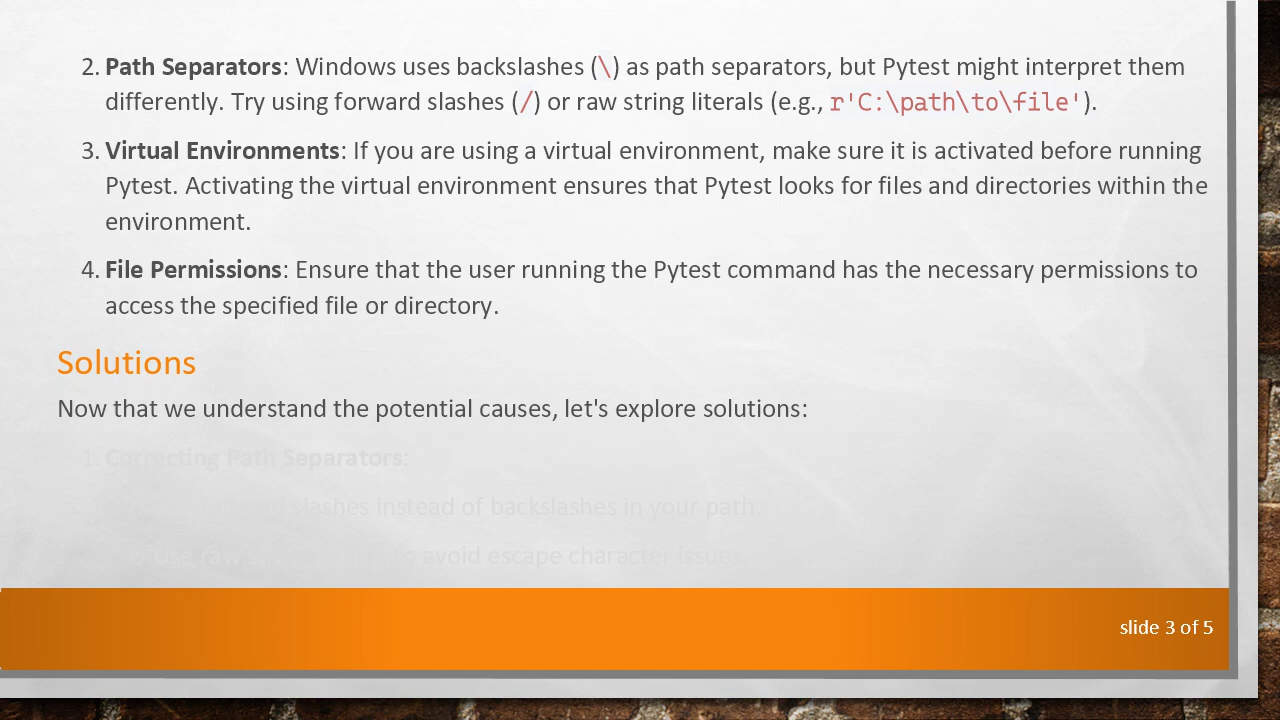 2. Path Separators: Windows uses backslashes (\) as path separators, but Pytest might interpret them
differently. Try using forward slashes (/) or raw string literals (e.g., r'C:\path\to\file').
3. Virtual Environments: If you are using a virtual environment, make sure it is activated before running
Pytest. Activating the virtual environment ensures that Pytest looks for files and directories within the
environment.
4. File Permissions: Ensure that the user running the Pytest command has the necessary permissions to
access the specified file or directory.
Solutions
Now that we understand the potential causes, let's explore solutions:
1. Correcting Path Separators:
slashes instead of backslashes in your path.
Use raw to avoid escape character issues.
slide 3 of 5